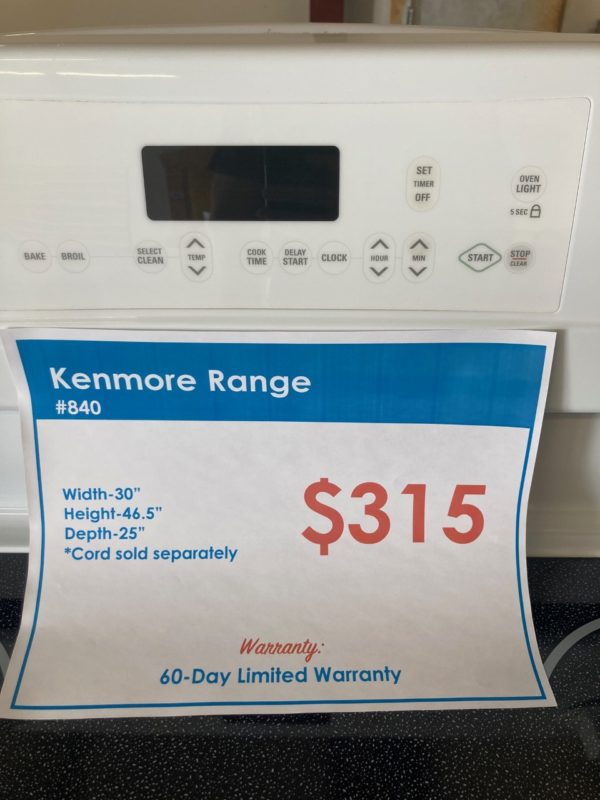 SET
TIMER
OFF
OVEN
LIGHT
5 SEC
BAKE
BROIL
SELECT
CLEAN
TEMP
COOK
TIME
DELAY
START
CLOCK
HOUR
MIN
START
STOP
CLEAR
Kenmore Range
#840
Width-30"
Height-46.5"
Depth-25"
*Cord sold separately
$315
Warranty:
60-Day Limited Warranty